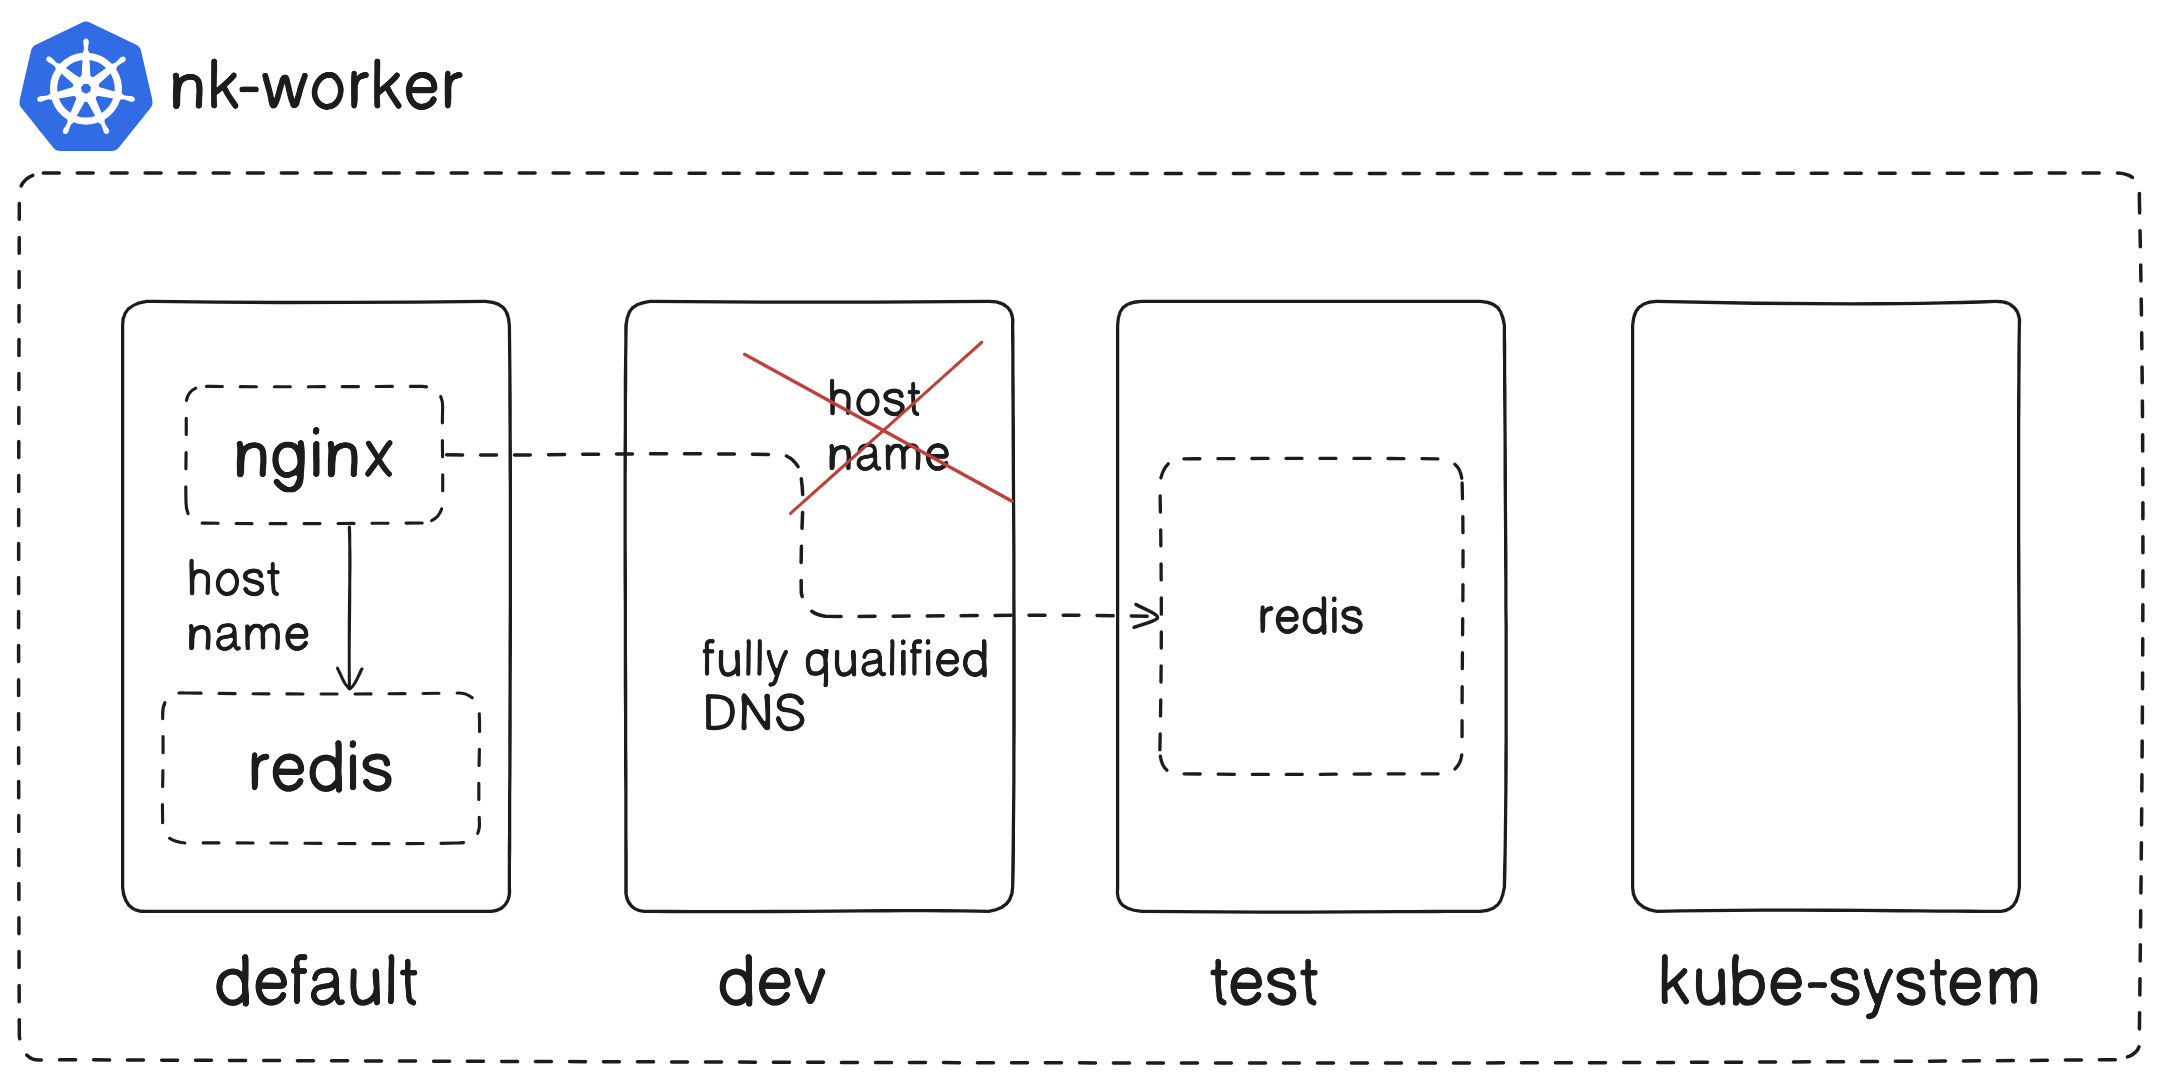 nk-worker
nginx
host
name
redis
host
name
fully qualified
DNS
redis
default
dev
test
kube-system